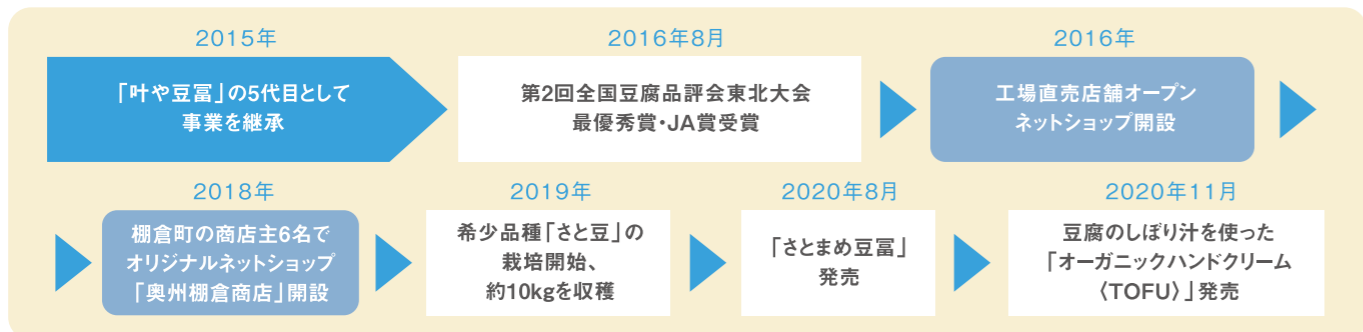 2015年
「叶や豆冨」の5代目として
事業を継承
2016年8月
第2回全国豆腐品評会東北大会
最優秀賞・JA賞受賞
2016年
工場直売店舗オープン
ネットショップ開設
2018年
棚倉町の商店主6名で
オリジナルネットショップ
「奥州棚倉商店」開設
2019年
希少品種「さと豆」の
栽培開始、
約10kgを収穫
2020年8月
「さとまめ豆冨」
発売
2020年11月
豆腐のしぼり汁を使った
「オーガニックハンドクリーム
〈TOFU〉」発売